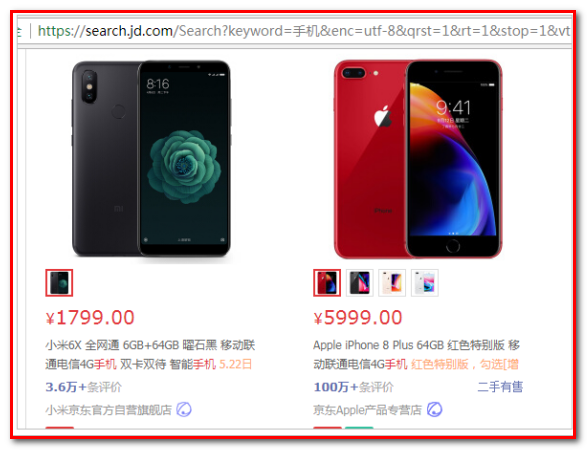 https://search.jd.com/Search?keyword=手机&enc=utf-8&qrst=1&rt=1&stop=1&vt
8:16
9:41
¥1799.00
¥5999.00
小米6X 全网通 6GB+64GB 曜石黑 移动联
通电信4G手机 双卡双待 智能手机 5.22日
Apple iPhone 8 Plus 64GB 红色特别版 移
动联通电信4G手机 红色特别版，勾选[增
3.6万+条评价
100万+条评价
二手有售
小米京东官方自营旗舰店
京东Apple产品专营店